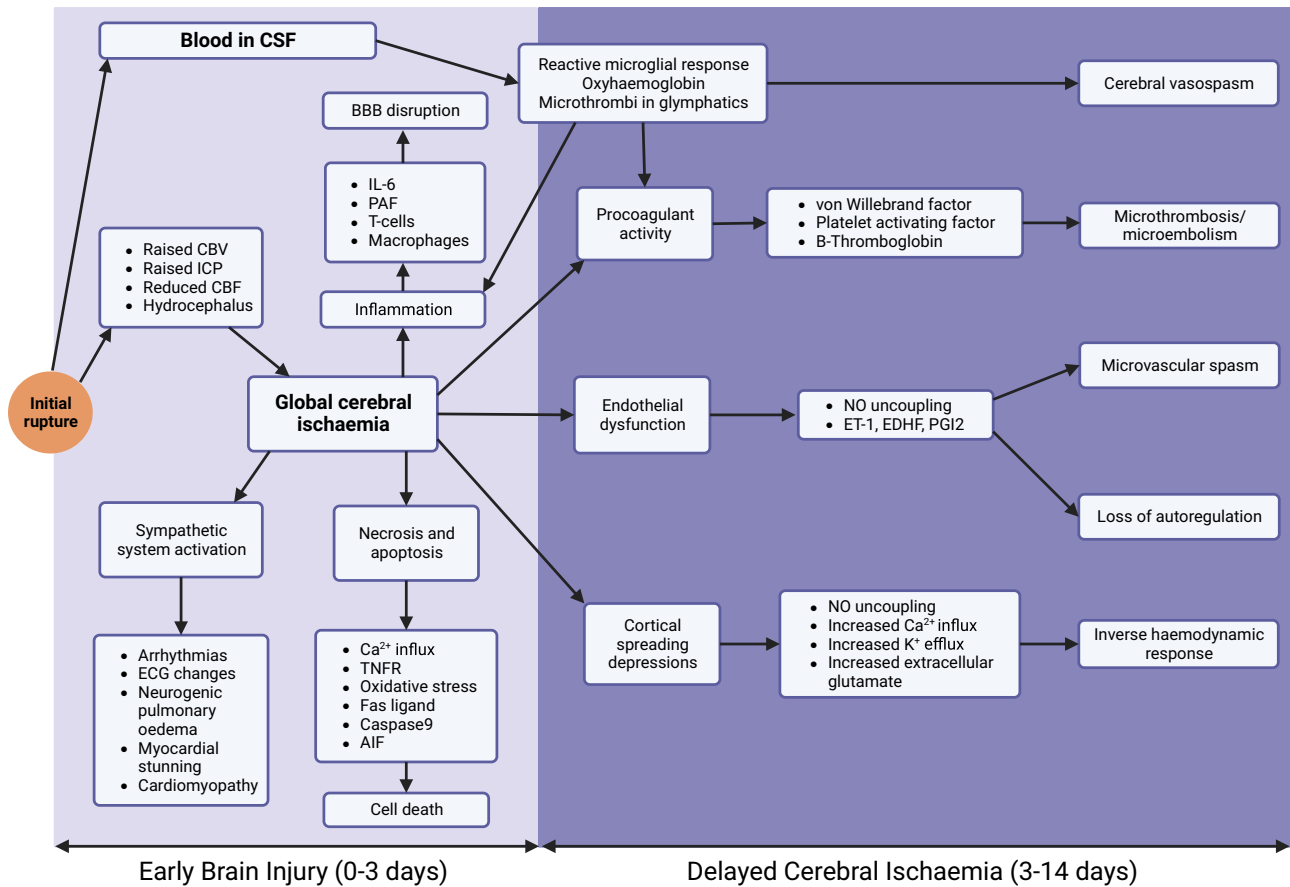 Blood in CSF
Reactive microglial response
Oxyhaemoglobin
Microthrombi in glymphatics
Cerebral vasospasm
BBB disruption
• IL-6
• PAF
• T-cells
• Macrophages
Procoagulant
activity
• von Willebrand factor
• Platelet activating factor
• B-Thromboglobin
Microthrombosis/
microembolism
• Raised CBV
• Raised ICP
• Reduced CBF
• Hydrocephalus
Inflammation
Initial
rupture
Global cerebral
ischaemia
Endothelial
dysfunction
• NO uncoupling
• ET-1, EDHF, PGI2
Microvascular spasm
Loss of autoregulation
Sympathetic
system activation
Necrosis and
apoptosis
• Arrhythmias
• ECG changes
• Neurogenic
pulmonary
oedema
• Myocardial
stunning
• Cardiomyopathy
• Ca²⁺ influx
• TNFR
• Oxidative stress
• Fas ligand
• Caspase9
• AIF
Cell death
Cortical
spreading
depressions
• NO uncoupling
• Increased Ca²⁺ influx
• Increased K⁺ efflux
• Increased extracellular
glutamate
Inverse haemodynamic
response
Early Brain Injury (0-3 days)
Delayed Cerebral Ischaemia (3-14 days)